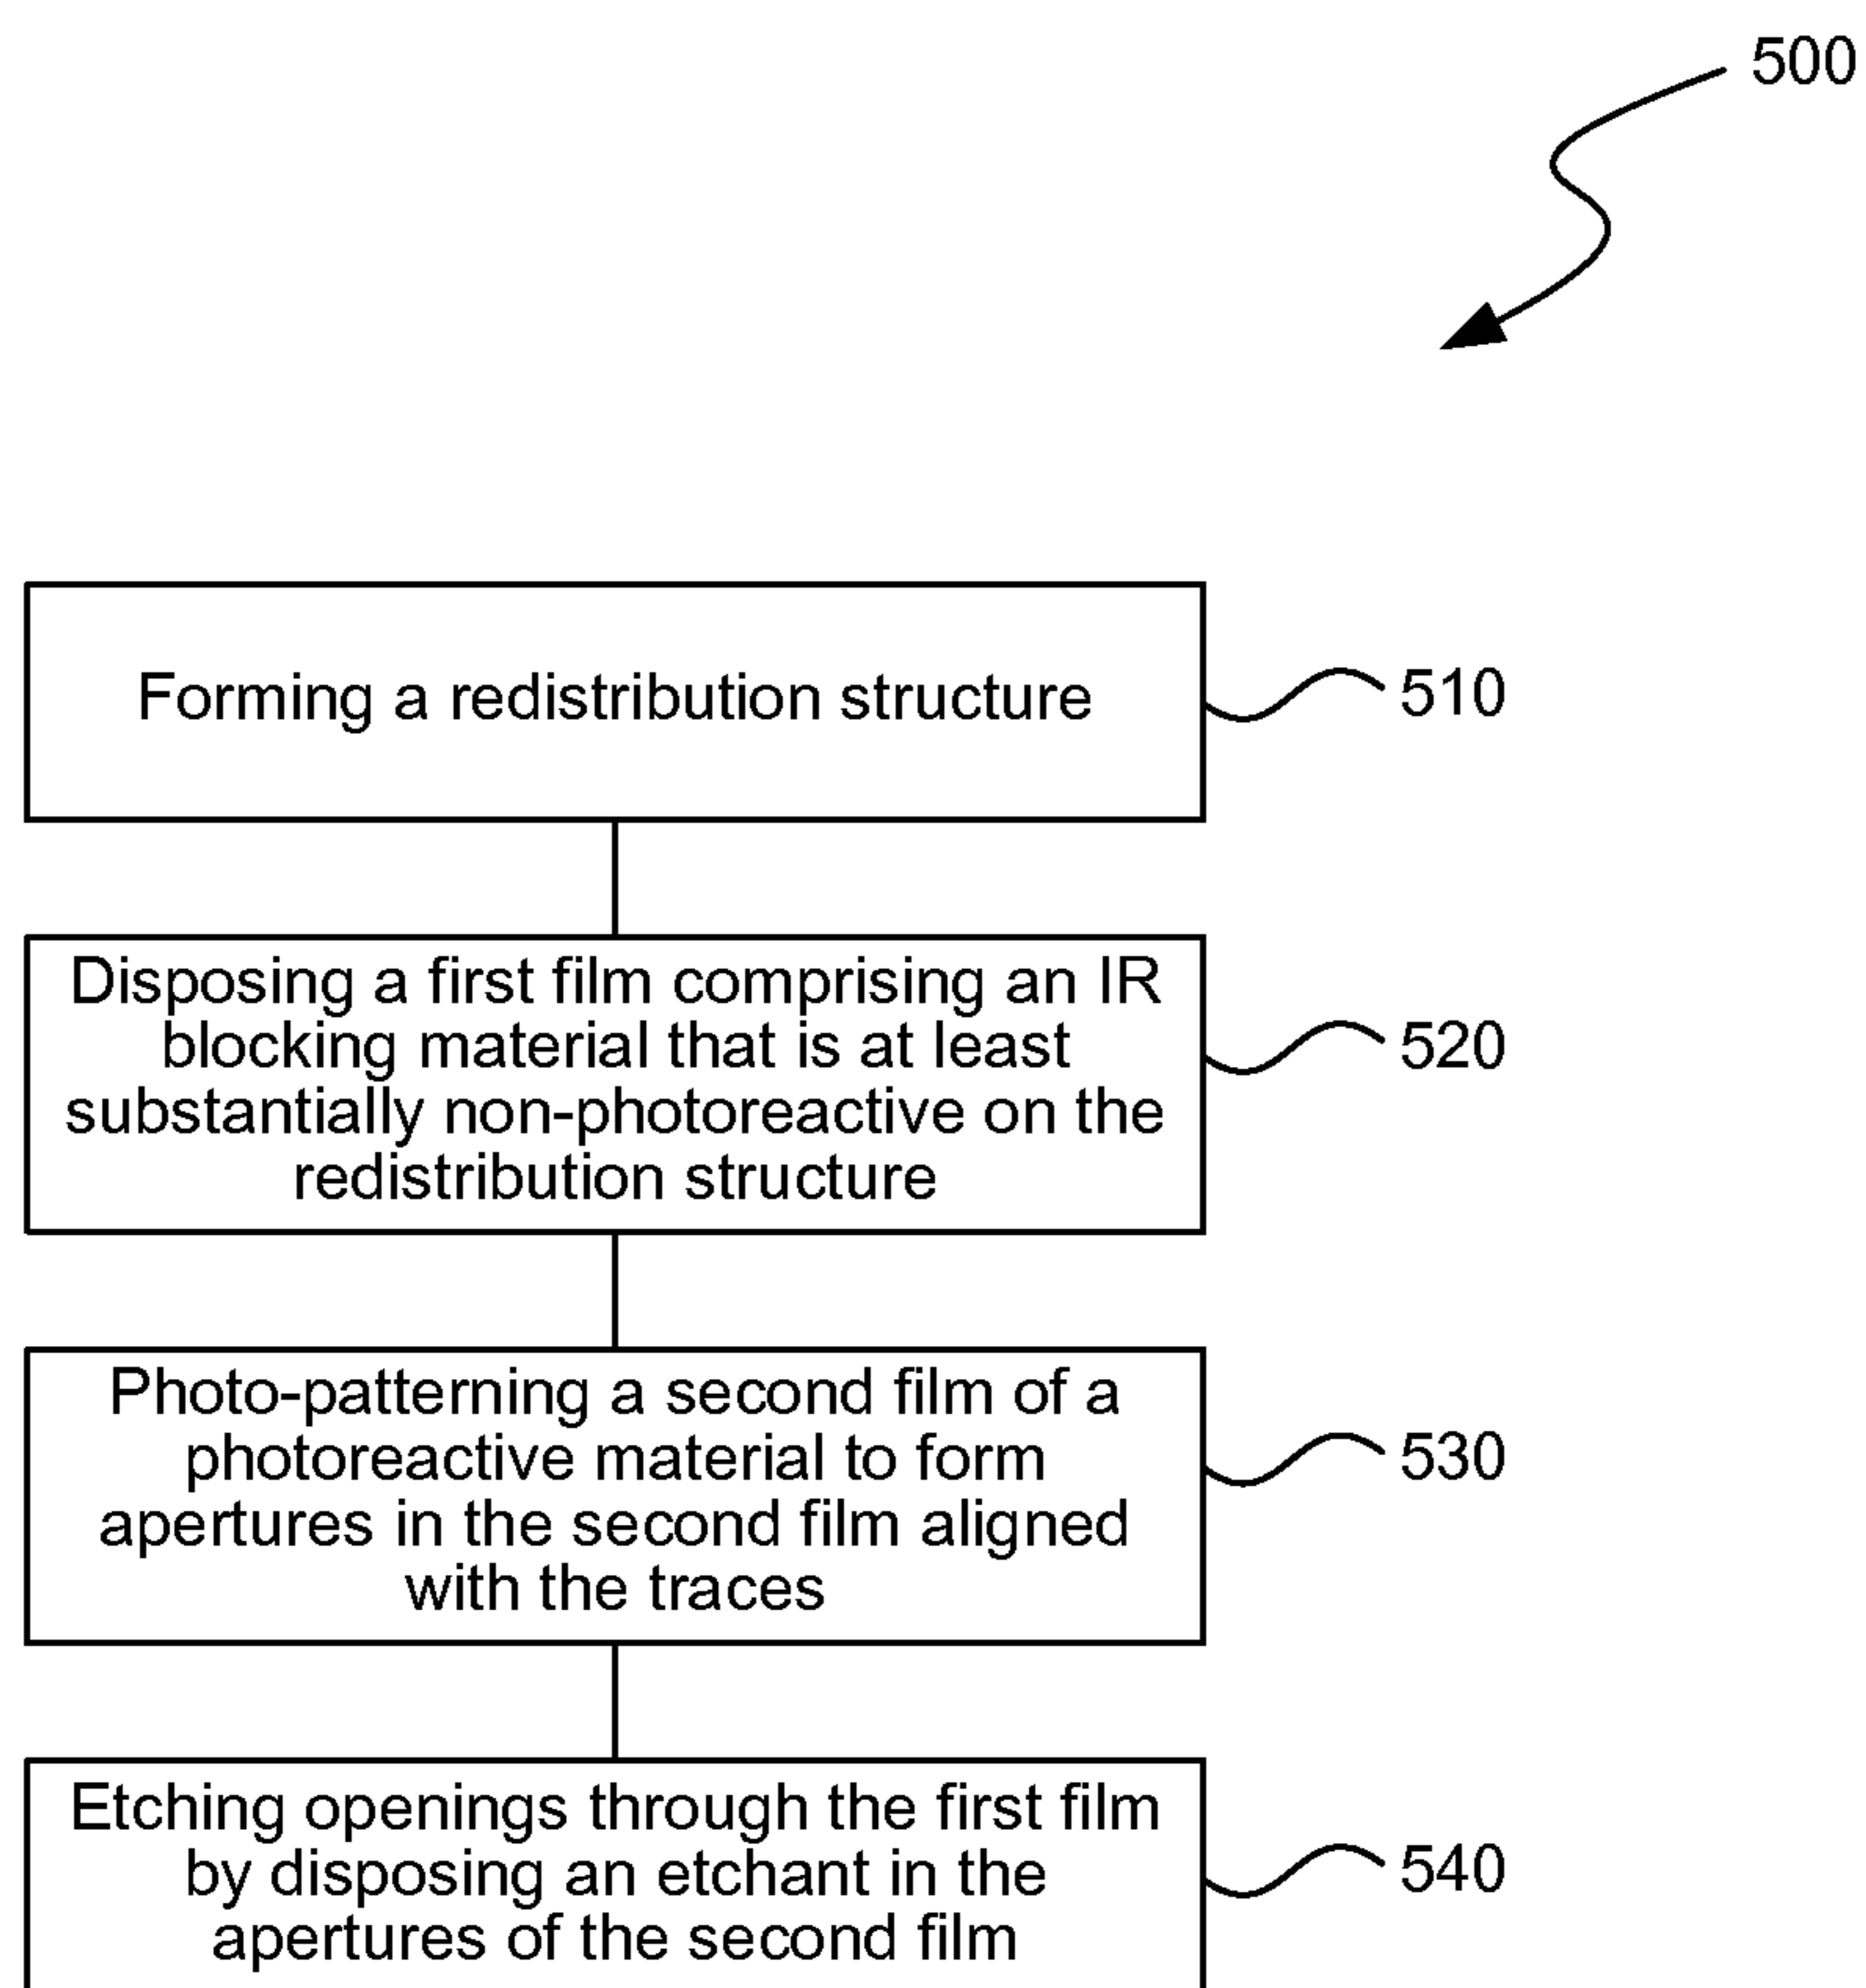 500
Forming a redistribution structure
510
Disposing a first film comprising an IR
blocking material that is at least
substantially non-photoreactive on the
redistribution structure
520
Photo-patterning a second film of a
photoreactive material to form
apertures in the second film aligned
with the traces
530
Etching openings through the first film
by disposing an etchant in the
apertures of the second film
540